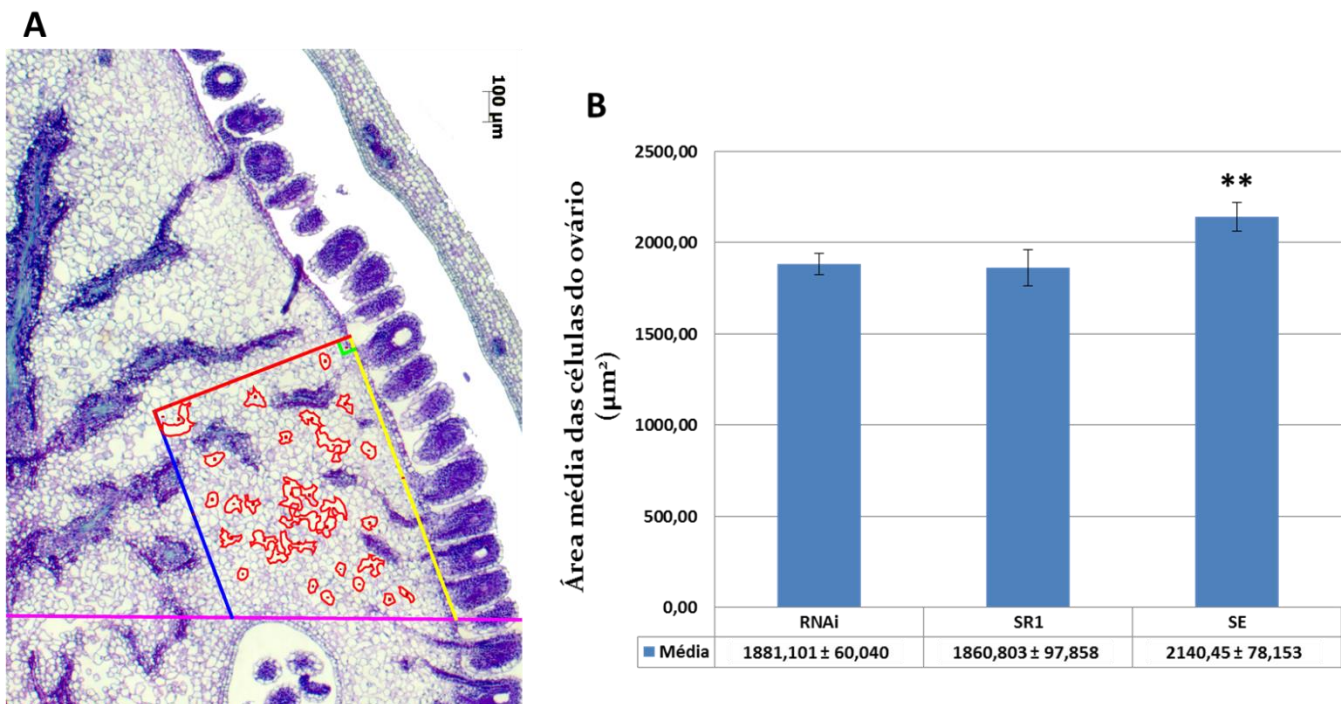 A
100 µm
B
Área média das células do ovário
(µm²)
2500,00
2000,00
1500,00
1000,00
500,00
0,00
**
RNAi SR1 SE
Média 1881,101 ± 60,040 1860,803 ± 97,858 2140,45 ± 78,153